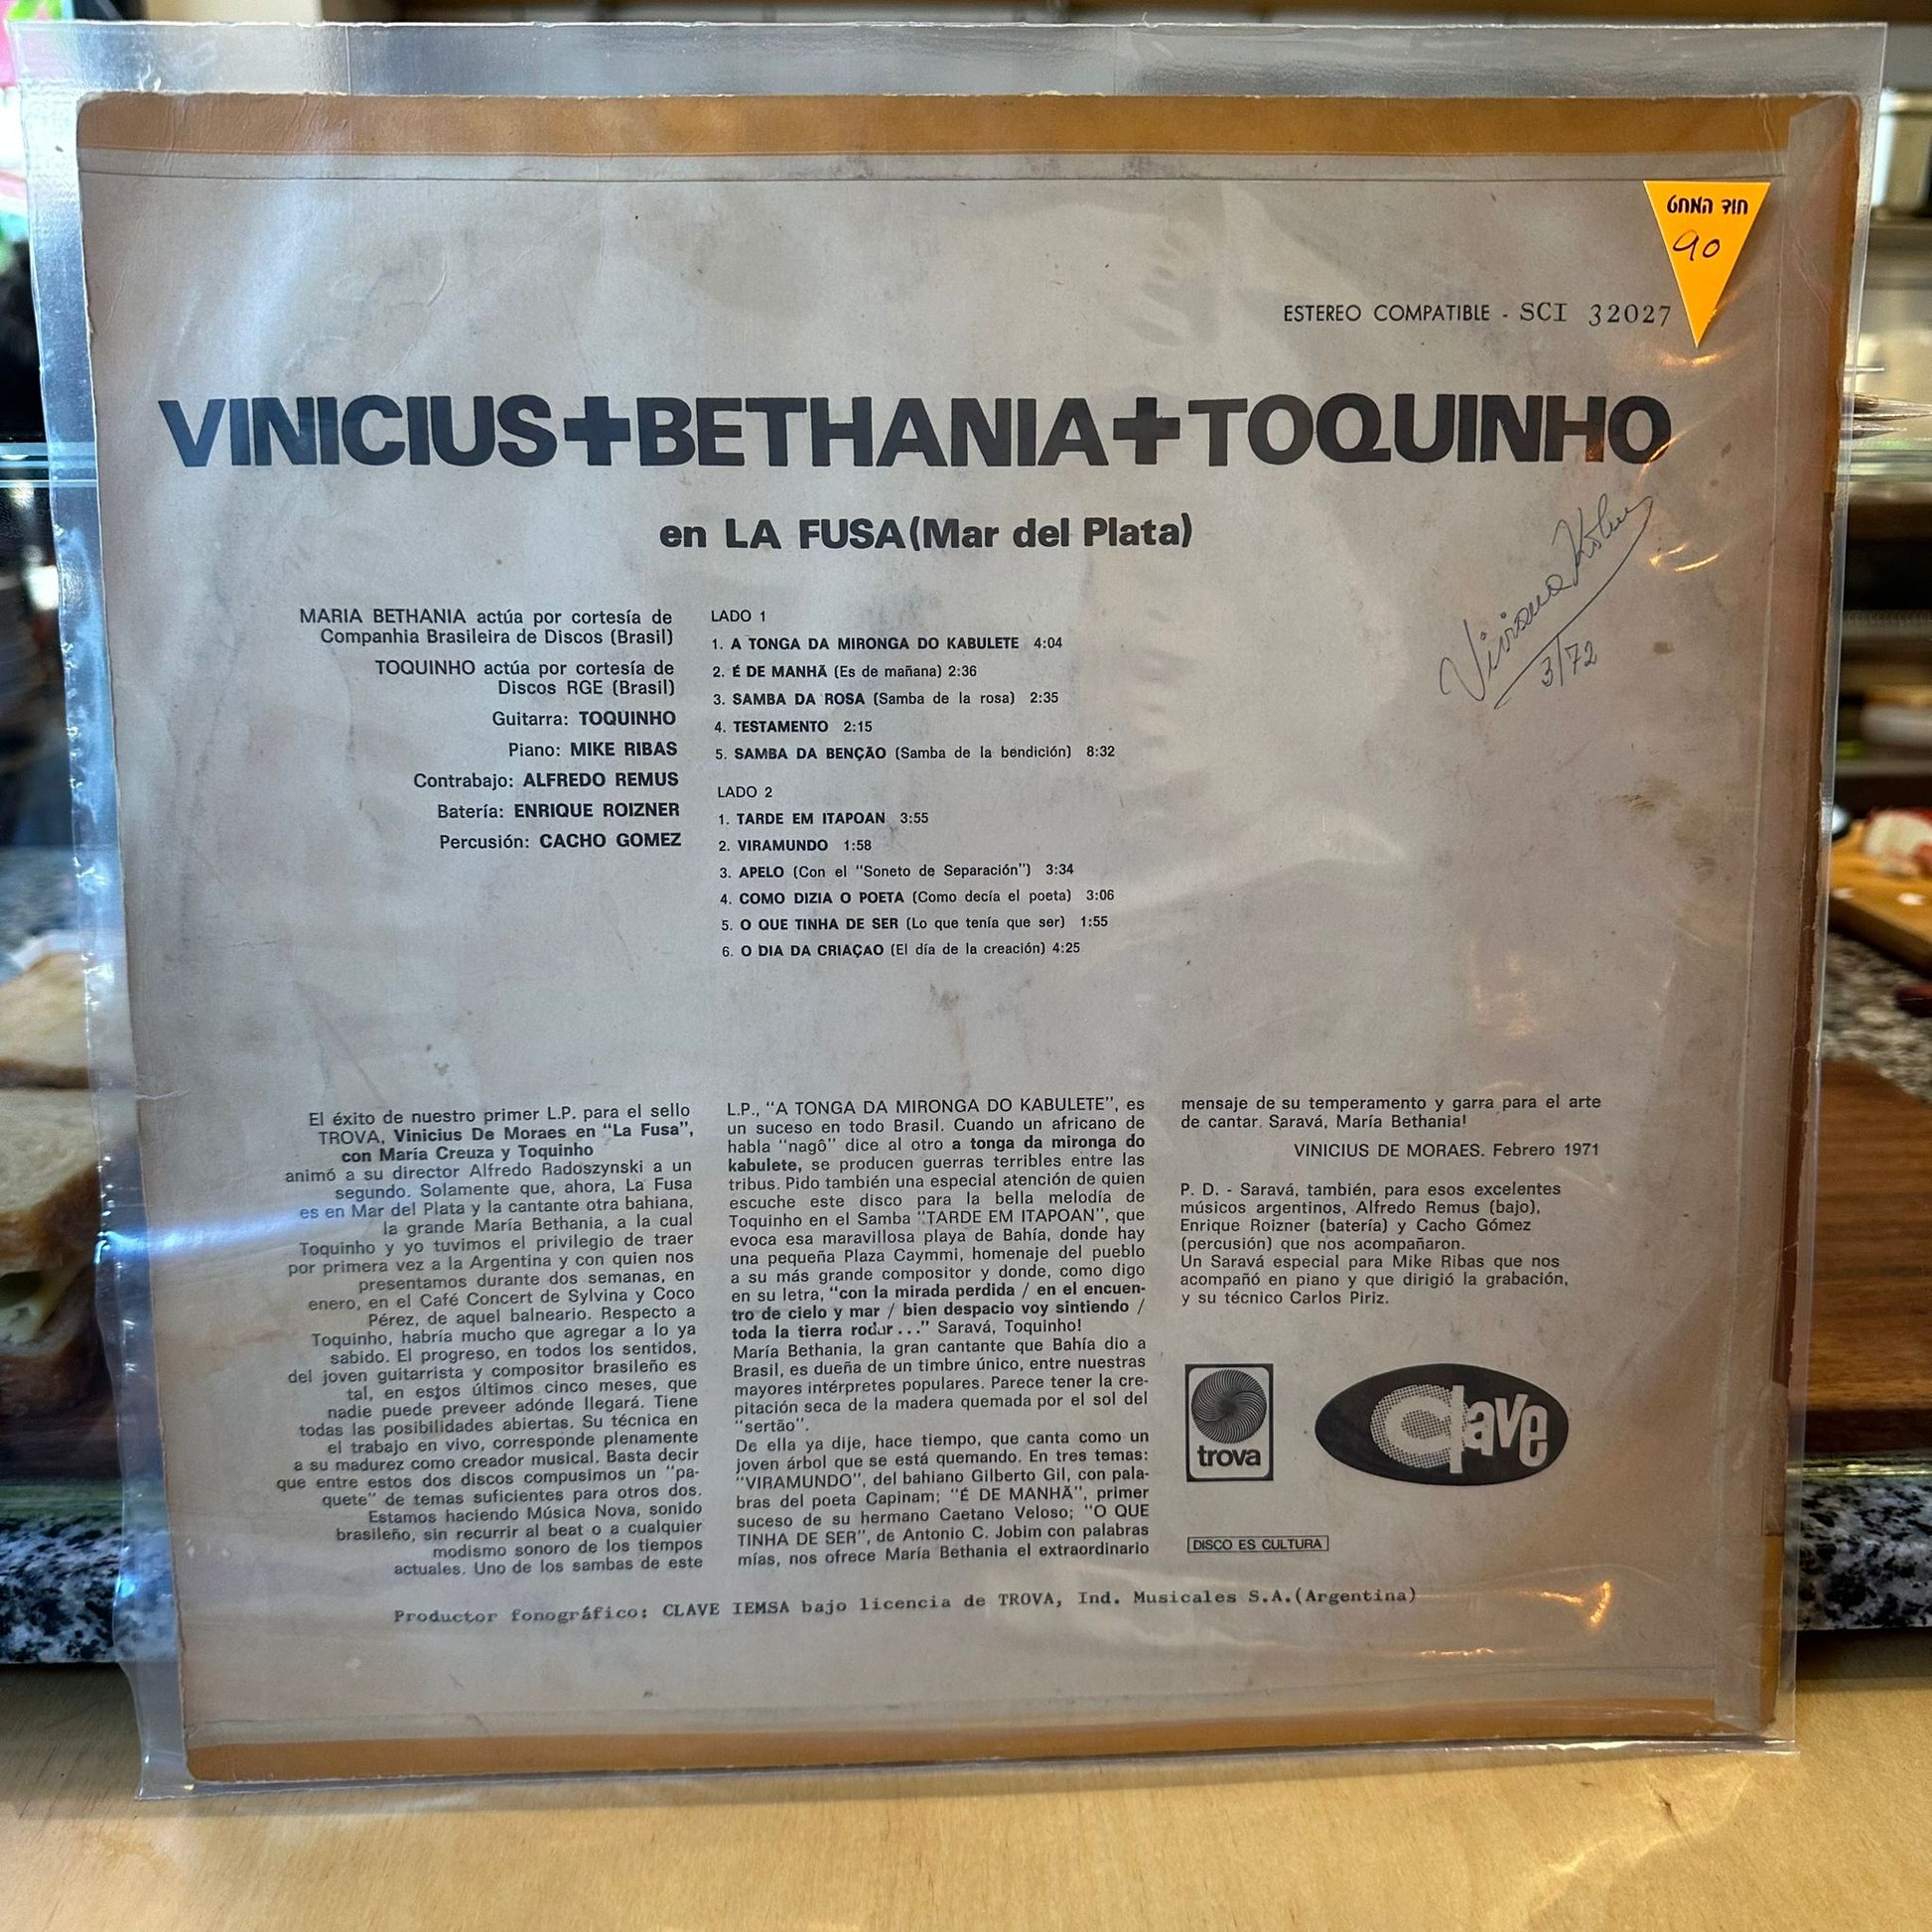 חוד המחט
90
ESTEREO COMPATIBLE - SCI 32027
VINICIUS+BETHANIA+TOQUINHO
en LA FUSA (Mar del Plata)
3/72
MARIA BETHANIA actúa por cortesía de
Companhia Brasileira de Discos (Brasil)
TOQUINHO actúa por cortesía de
Discos RGE (Brasil)
Guitarra: TOQUINHO
Piano: MIKE RIBAS
Contrabajo: ALFREDO REMUS
Batería: ENRIQUE ROIZNER
Percusión: CACHO GOMEZ
LADO 1
1. A TONGA DA MIRONGA DO KABULETE 4:04
2. É DE MANHÃ (Es de mañana) 2:36
3. SAMBA DA ROSA (Samba de la rosa) 2:35
4. TESTAMENTO 2:15
5. SAMBA DA BENÇÃO (Samba de la bendición) 8:32
LADO 2
1. TARDE EM ITAPOAN 3:55
2. VIRAMUNDO 1:58
3. APELO (Con el "Soneto de Separación") 3:34
4. COMO DIZIA O POETA (Como decía el poeta) 3:06
5. O QUE TINHA DE SER (Lo que tenía que ser) 1:55
6. O DIA DA CRIAÇAO (El día de la creación) 4:25
El éxito de nuestro primer L.P. para el sello
TROVA, Vinicius De Moraes en "La Fusa",
con María Creuza y Toquinho
animó a su director Alfredo Radoszynski a un
segundo. Solamente que, ahora, La Fusa
es en Mar del Plata y la cantante otra bahiana,
la grande María Bethania, a la cual
Toquinho y yo tuvimos el privilegio de traer
por primera vez a la Argentina y con quien nos
presentamos durante dos semanas, en
enero, en el Café Concert de Sylvina y Coco
Pérez, de aquel balneario. Respecto a
Toquinho, habría mucho que agregar a lo ya
sabido. El progreso, en todos los sentidos,
del joven guitarrista y compositor brasileño es
tal, en estos últimos cinco meses, que
nadie puede preveer adónde llegará. Tiene
todas las posibilidades abiertas. Su técnica en
el trabajo en vivo, corresponde plenamente
a su madurez como creador musical. Basta decir
que entre estos dos discos compusimos un "pa-
quete" de temas suficientes para otros dos.
Estamos haciendo Música Nova, sonido
brasileño, sin recurrir al beat o a cualquier
modismo sonoro de los tiempos
actuales. Uno de los sambas de este
L.P., "A TONGA DA MIRONGA DO KABULETE", es
un suceso en todo Brasil. Cuando un africano de
habla "nagô" dice al otro a tonga da mironga do
kabulete, se producen guerras terribles entre las
tribus. Pido también una especial atención de quien
escuche este disco para la bella melodía de
Toquinho en el Samba "TARDE EM ITAPOAN", que
evoca esa maravillosa playa de Bahía, donde hay
una pequeña Plaza Caymmi, homenaje del pueblo
a su más grande compositor y donde, como digo
en su letra, "con la mirada perdida / en el encuen-
tro de cielo y mar / bien despacio voy sintiendo /
toda la tierra rodar..." Saravá, Toquinho!
María Bethania, la gran cantante que Bahía dio a
Brasil, es dueña de un timbre único, entre nuestras
mayores intérpretes populares. Parece tener la cre-
pitación seca de la madera quemada por el sol del
"sertão".
De ella ya dije, hace tiempo, que canta como un
joven árbol que se está quemando. En tres temas:
"VIRAMUNDO", del bahiano Gilberto Gil, con pala-
bras del poeta Capinam; "É DE MANHÃ", primer
suceso de su hermano Caetano Veloso; "O QUE
TINHA DE SER", de Antonio C. Jobim con palabras
mías, nos ofrece María Bethania el extraordinario
mensaje de su temperamento y garra para el arte
de cantar. Saravá, María Bethania!
VINICIUS DE MORAES. Febrero 1971
P. D. - Saravá, también, para esos excelentes
músicos argentinos, Alfredo Remus (bajo),
Enrique Roizner (batería) y Cacho Gómez
(percusión) que nos acompañaron.
Un Saravá especial para Mike Ribas que nos
acompañó en piano y que dirigió la grabación,
y su técnico Carlos Piriz.
trova
Clave
DISCO ES CULTURA
Productor fonográfico: CLAVE IEMSA bajo licencia de TROVA, Ind. Musicales S.A.(Argentina)